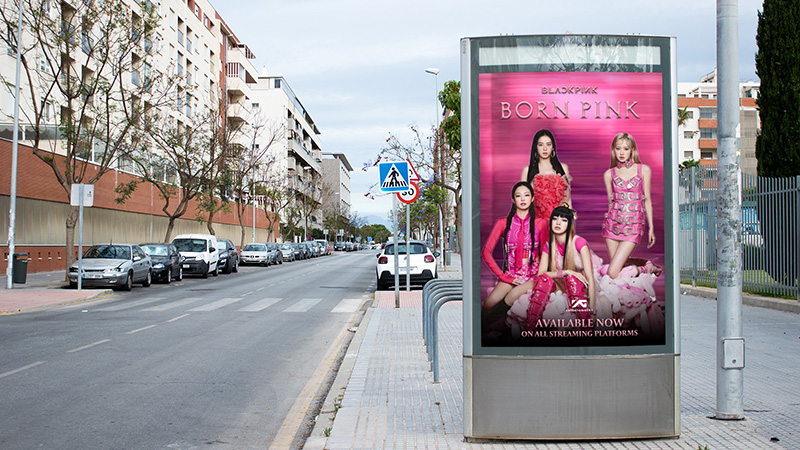 BLACKPINK
BORN PINK
AVAILABLE NOW
ON ALL STREAMING PLATFORMS